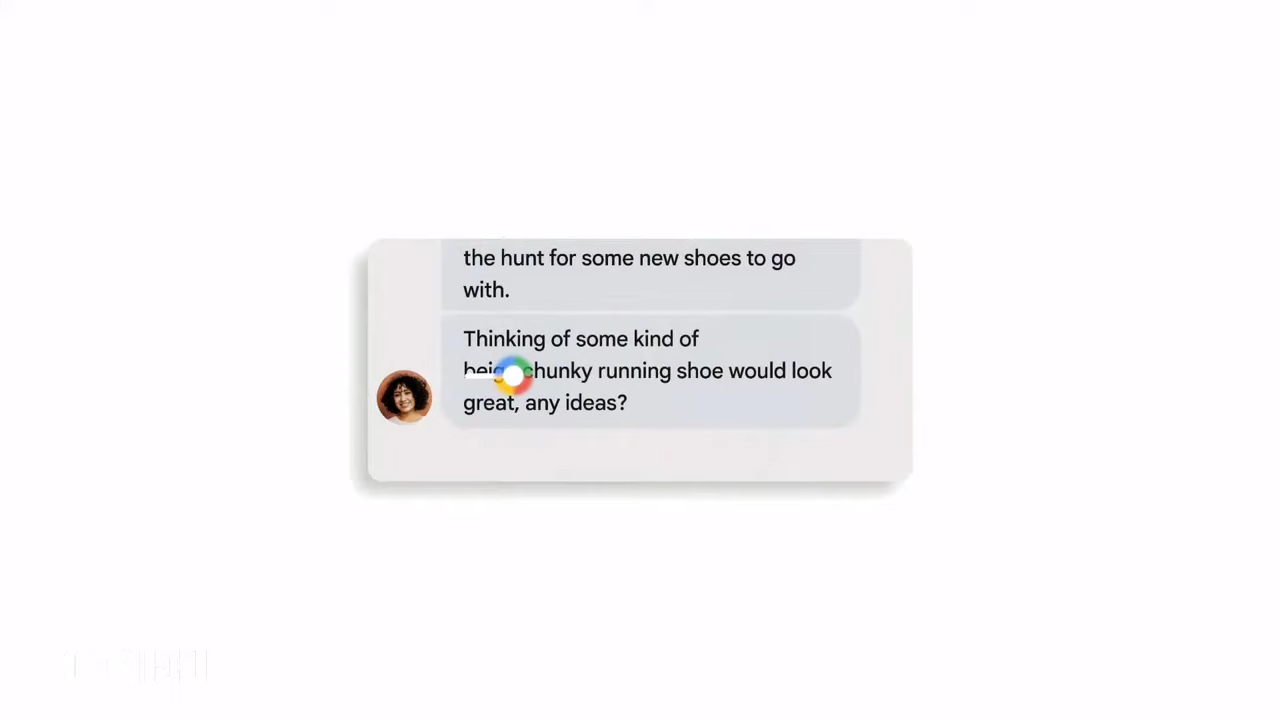 the hunt for some new shoes to go
with.
Thinking of some kind of
chunky running shoe would look
great, any ideas?